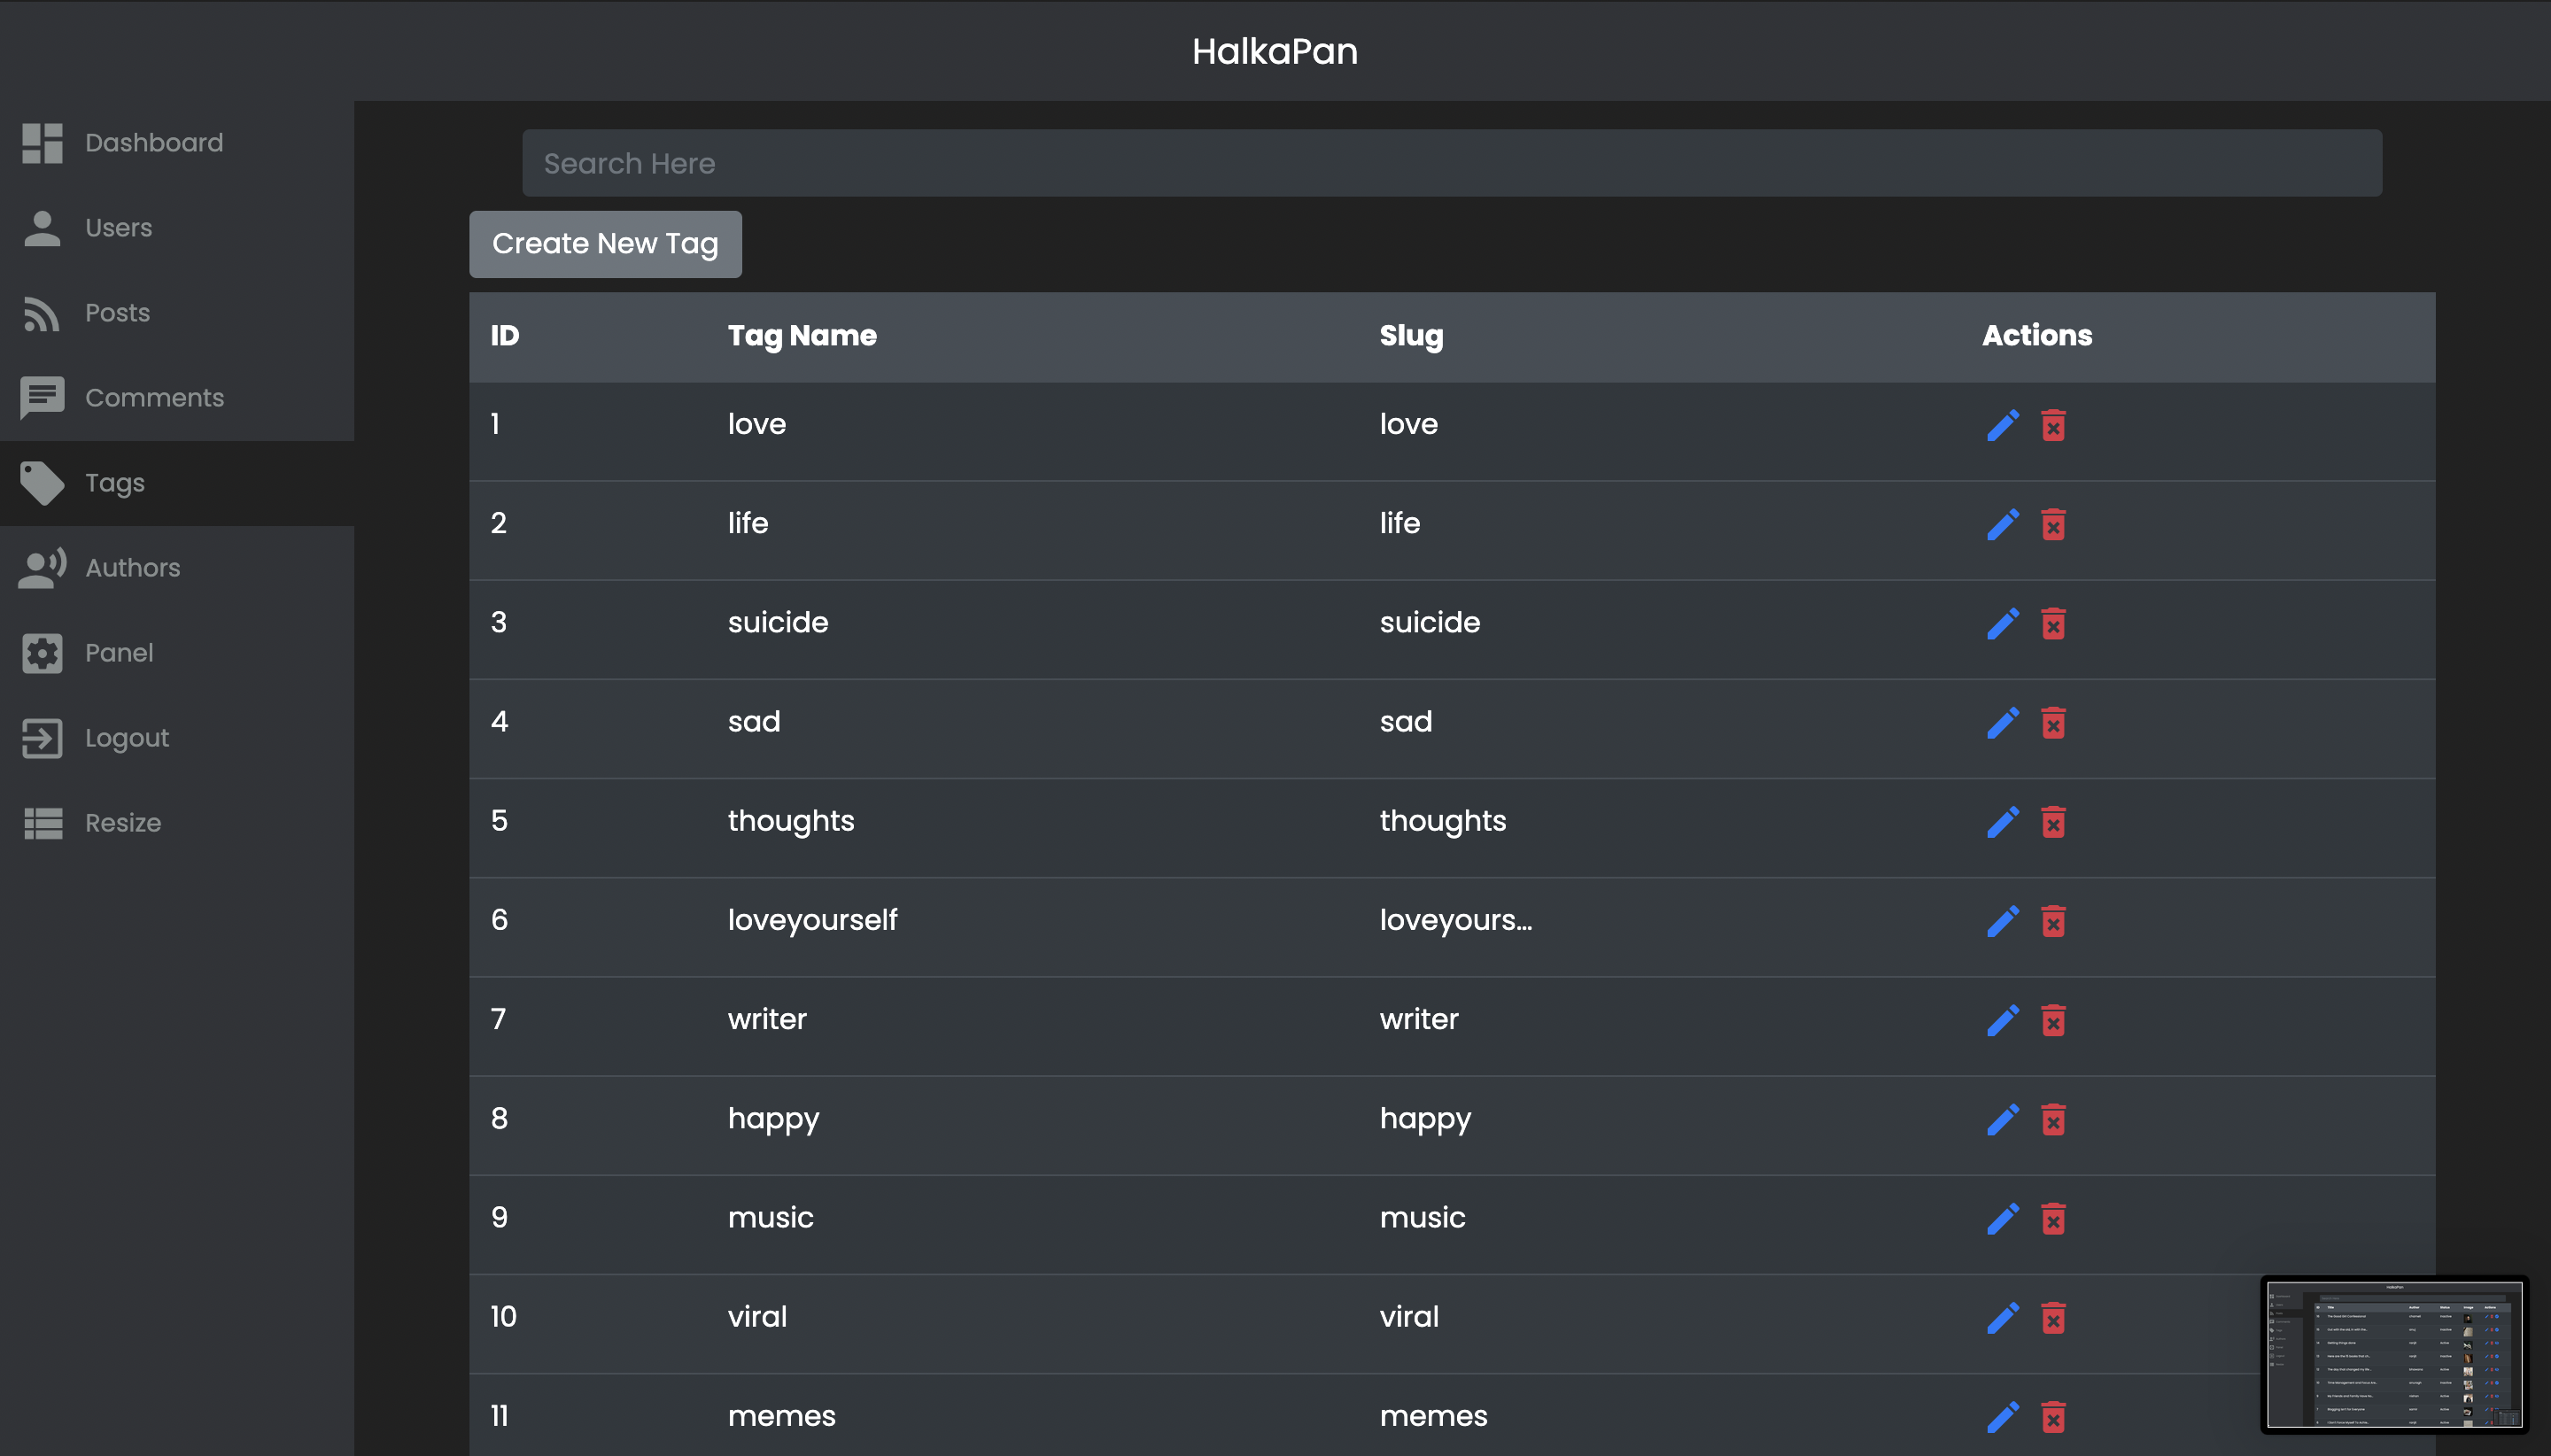 HalkaPan
Dashboard
Users
Posts
Comments
Tags
Authors
Panel
Logout
Resize
Search Here
Create New Tag
ID Tag Name Slug Actions
1 love love
2 life life
3 suicide suicide
4 sad sad
5 thoughts thoughts
6 loveyourself loveyours...
7 writer writer
8 happy happy
9 music music
10 viral viral
11 memes memes